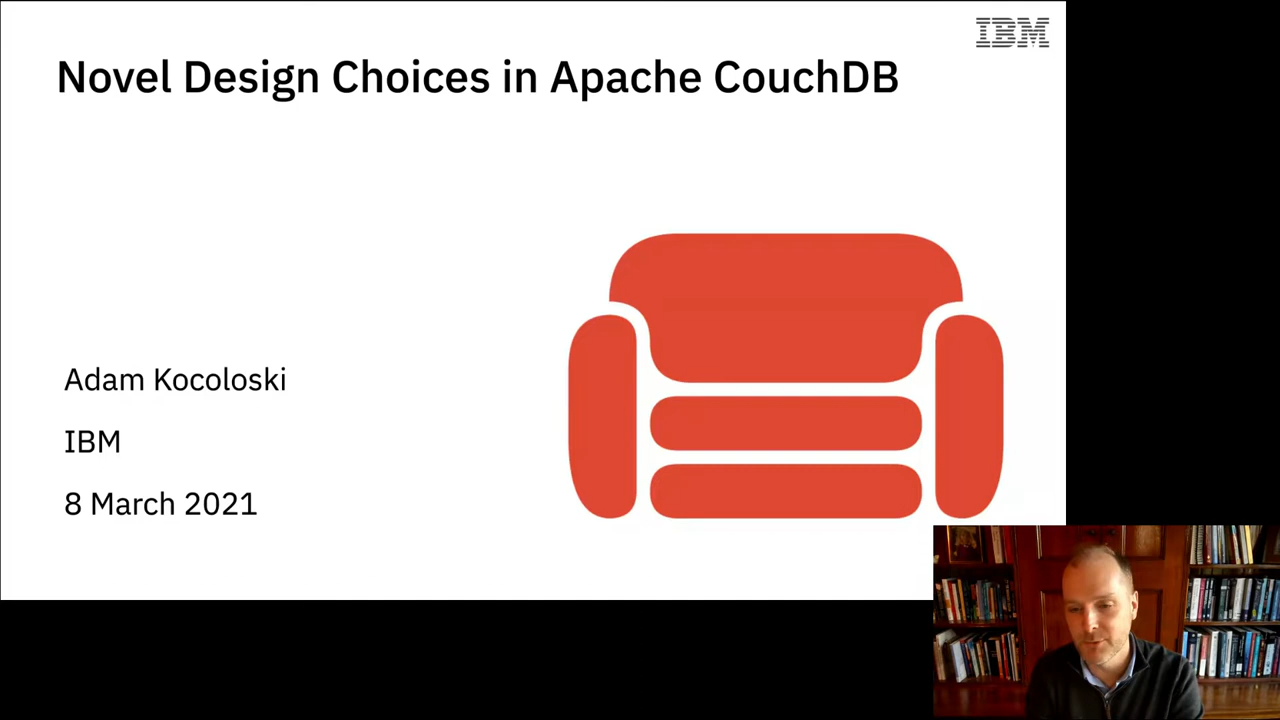 IBM
Novel Design Choices in Apache CouchDB
Adam Kocoloski
IBM
8 March 2021